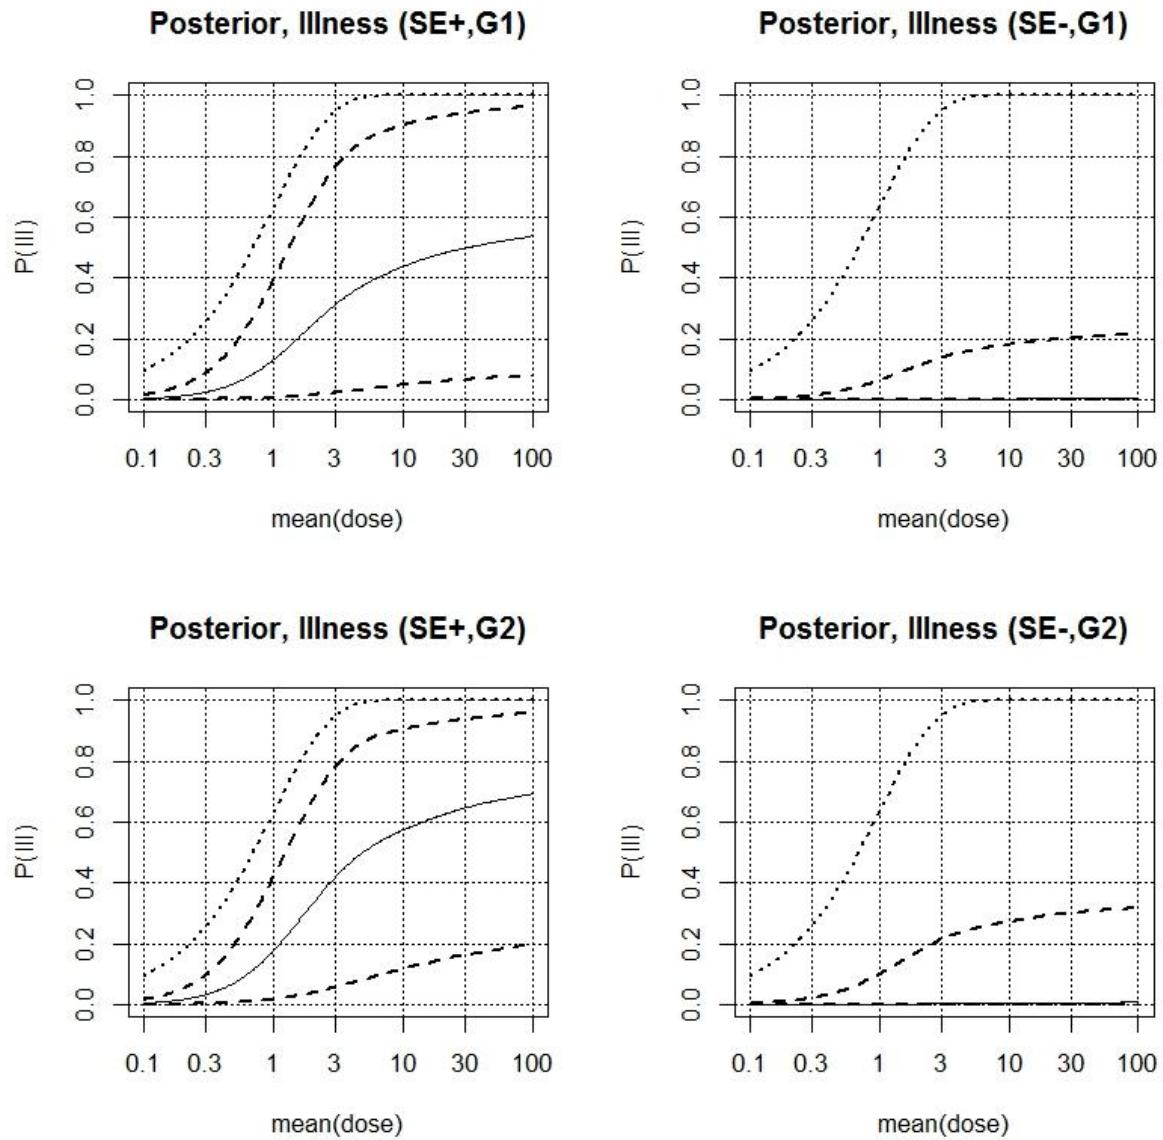 Posterior, Illness (SE+,G1)
P(Ill)
1.0
0.8
0.6
0.4
0.2
0.0
0.1 0.3 1 3 10 30 100
mean(dose)
Posterior, Illness (SE-,G1)
P(Ill)
1.0
0.8
0.6
0.4
0.2
0.0
0.1 0.3 1 3 10 30 100
mean(dose)
Posterior, Illness (SE+,G2)
P(Ill)
1.0
0.8
0.6
0.4
0.2
0.0
0.1 0.3 1 3 10 30 100
mean(dose)
Posterior, Illness (SE-,G2)
P(Ill)
1.0
0.8
0.6
0.4
0.2
0.0
0.1 0.3 1 3 10 30 100
mean(dose)